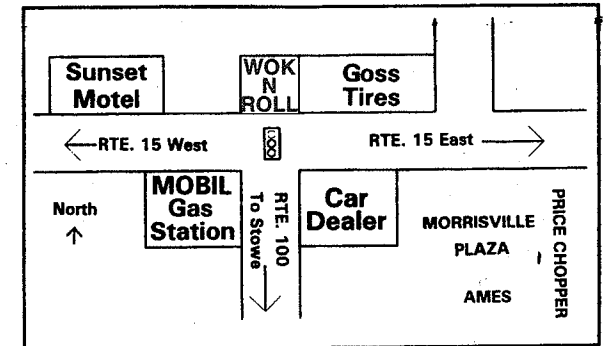 Sunset
Motel
WOK
N
ROLL
Goss
Tires
RTE. 15 West
RTE. 15 East
MOBIL
Gas
Station
RTE. 100
To Stowe
Car
Dealer
North
MORRISVILLE
PLAZA
AMES
PRICE CHOPPER